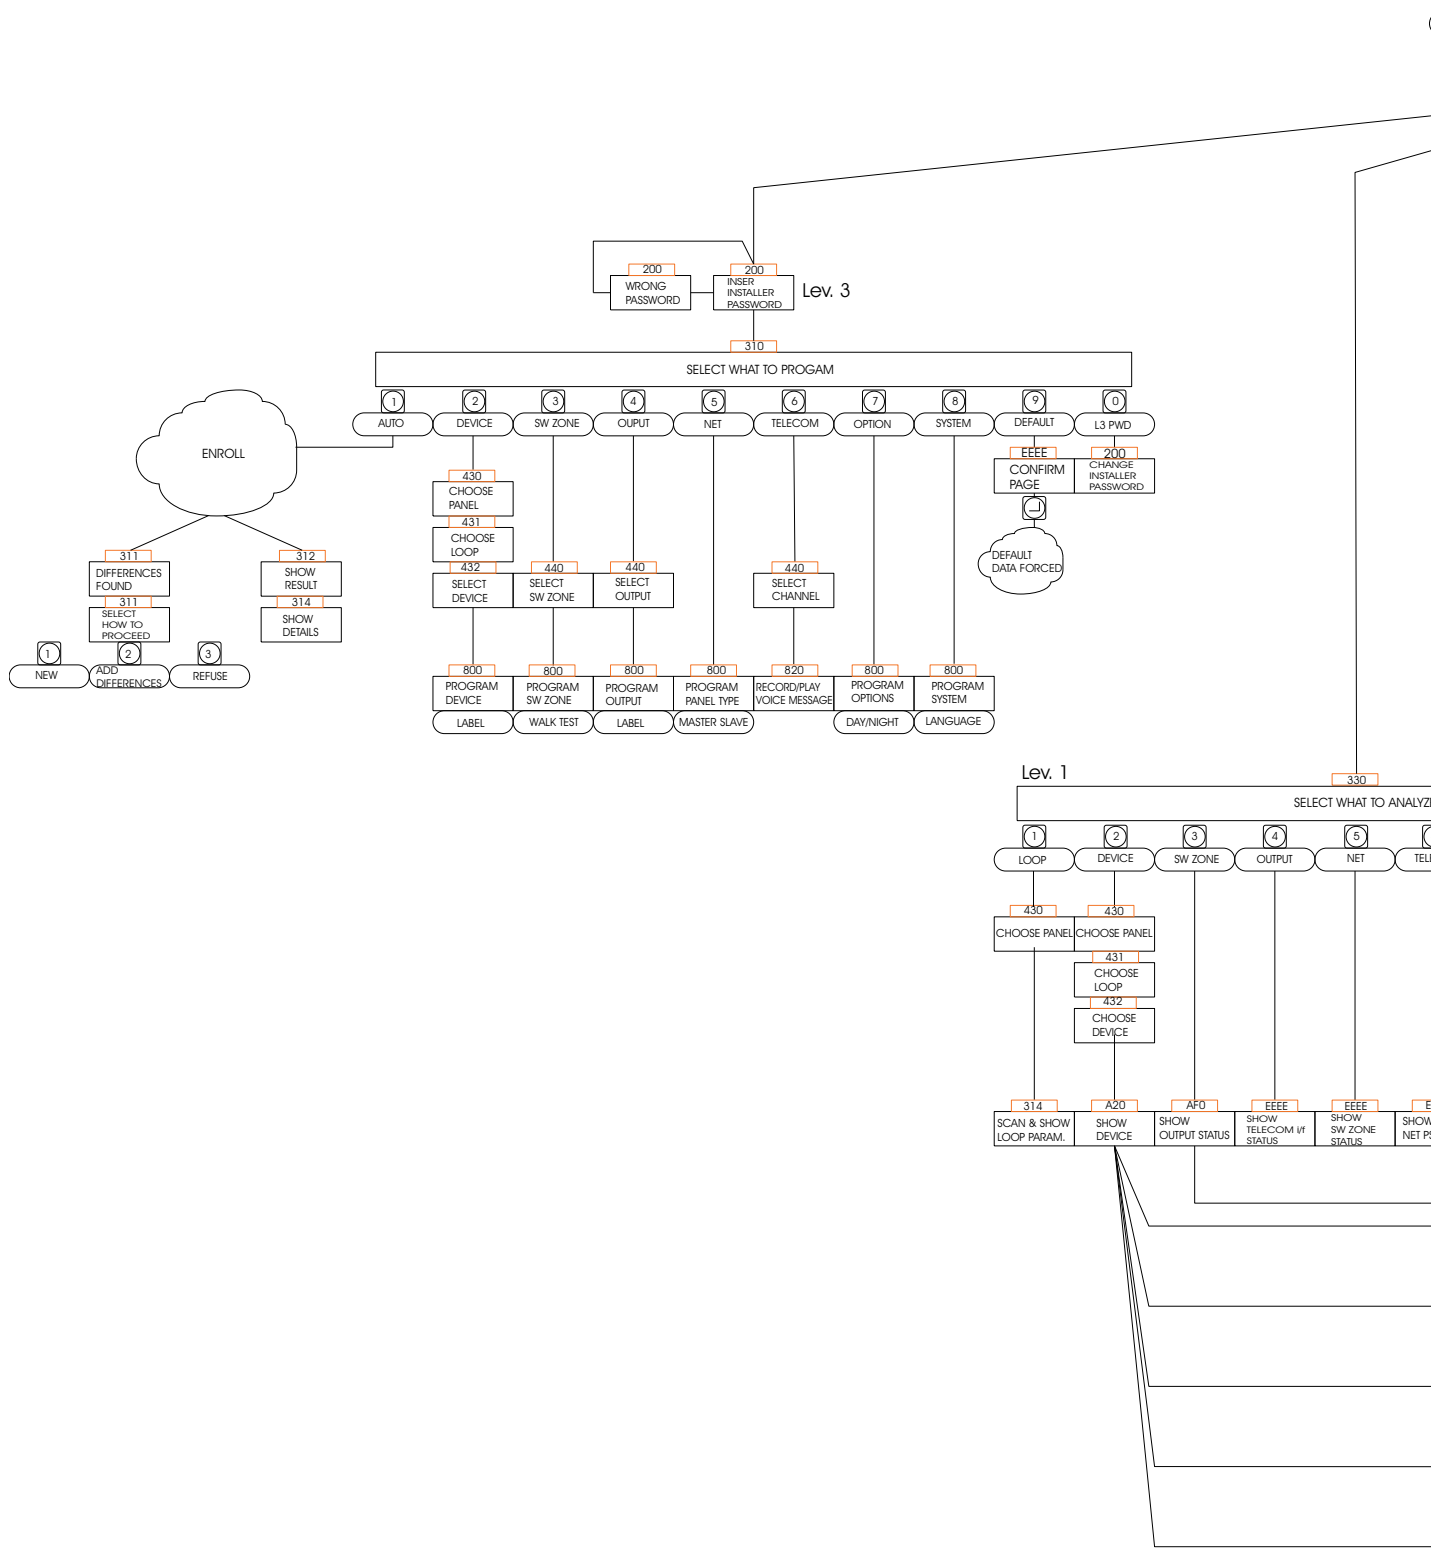 200
WRONG
PASSWORD
200
INSER
INSTALLER
PASSWORD
Lev. 3
310
SELECT WHAT TO PROGAM
1
2
3
4
5
6
7
8
9
0
AUTO
DEVICE
SW ZONE
OUPUT
NET
TELECOM
OPTION
SYSTEM
DEFAULT
L3 PWD
ENROLL
EEEE
CONFIRM
PAGE
200
CHANGE
INSTALLER
PASSWORD
430
CHOOSE
PANEL
431
CHOOSE
LOOP
432
SELECT
DEVICE
440
SELECT
SW ZONE
440
SELECT
OUTPUT
440
SELECT
CHANNEL
DEFAULT
DATA FORCED
311
DIFFERENCES
FOUND
311
SELECT
HOW TO
PROCEED
312
SHOW
RESULT
314
SHOW
DETAILS
1
2
3
NEW
ADD
DIFFERENCES
REFUSE
800
PROGRAM
DEVICE
LABEL
800
PROGRAM
SW ZONE
WALK TEST
800
PROGRAM
OUTPUT
LABEL
800
PROGRAM
PANEL TYPE
MASTER SLAVE
820
RECORD/PLAY
VOICE MESSAGE
800
PROGRAM
OPTIONS
DAY/NIGHT
800
PROGRAM
SYSTEM
LANGUAGE
Lev. 1
330
SELECT WHAT TO ANALYZ
1
2
3
4
5
LOOP
DEVICE
SW ZONE
OUTPUT
NET
TEL
430
CHOOSE PANEL
430
CHOOSE PANEL
431
CHOOSE
LOOP
432
CHOOSE
DEVICE
314
SCAN & SHOW
LOOP PARAM.
A20
SHOW
DEVICE
AF0
SHOW
OUTPUT STATUS
EEEE
SHOW
TELECOM i/f
STATUS
EEEE
SHOW
SW ZONE
STATUS
E
SHOW
NET PS